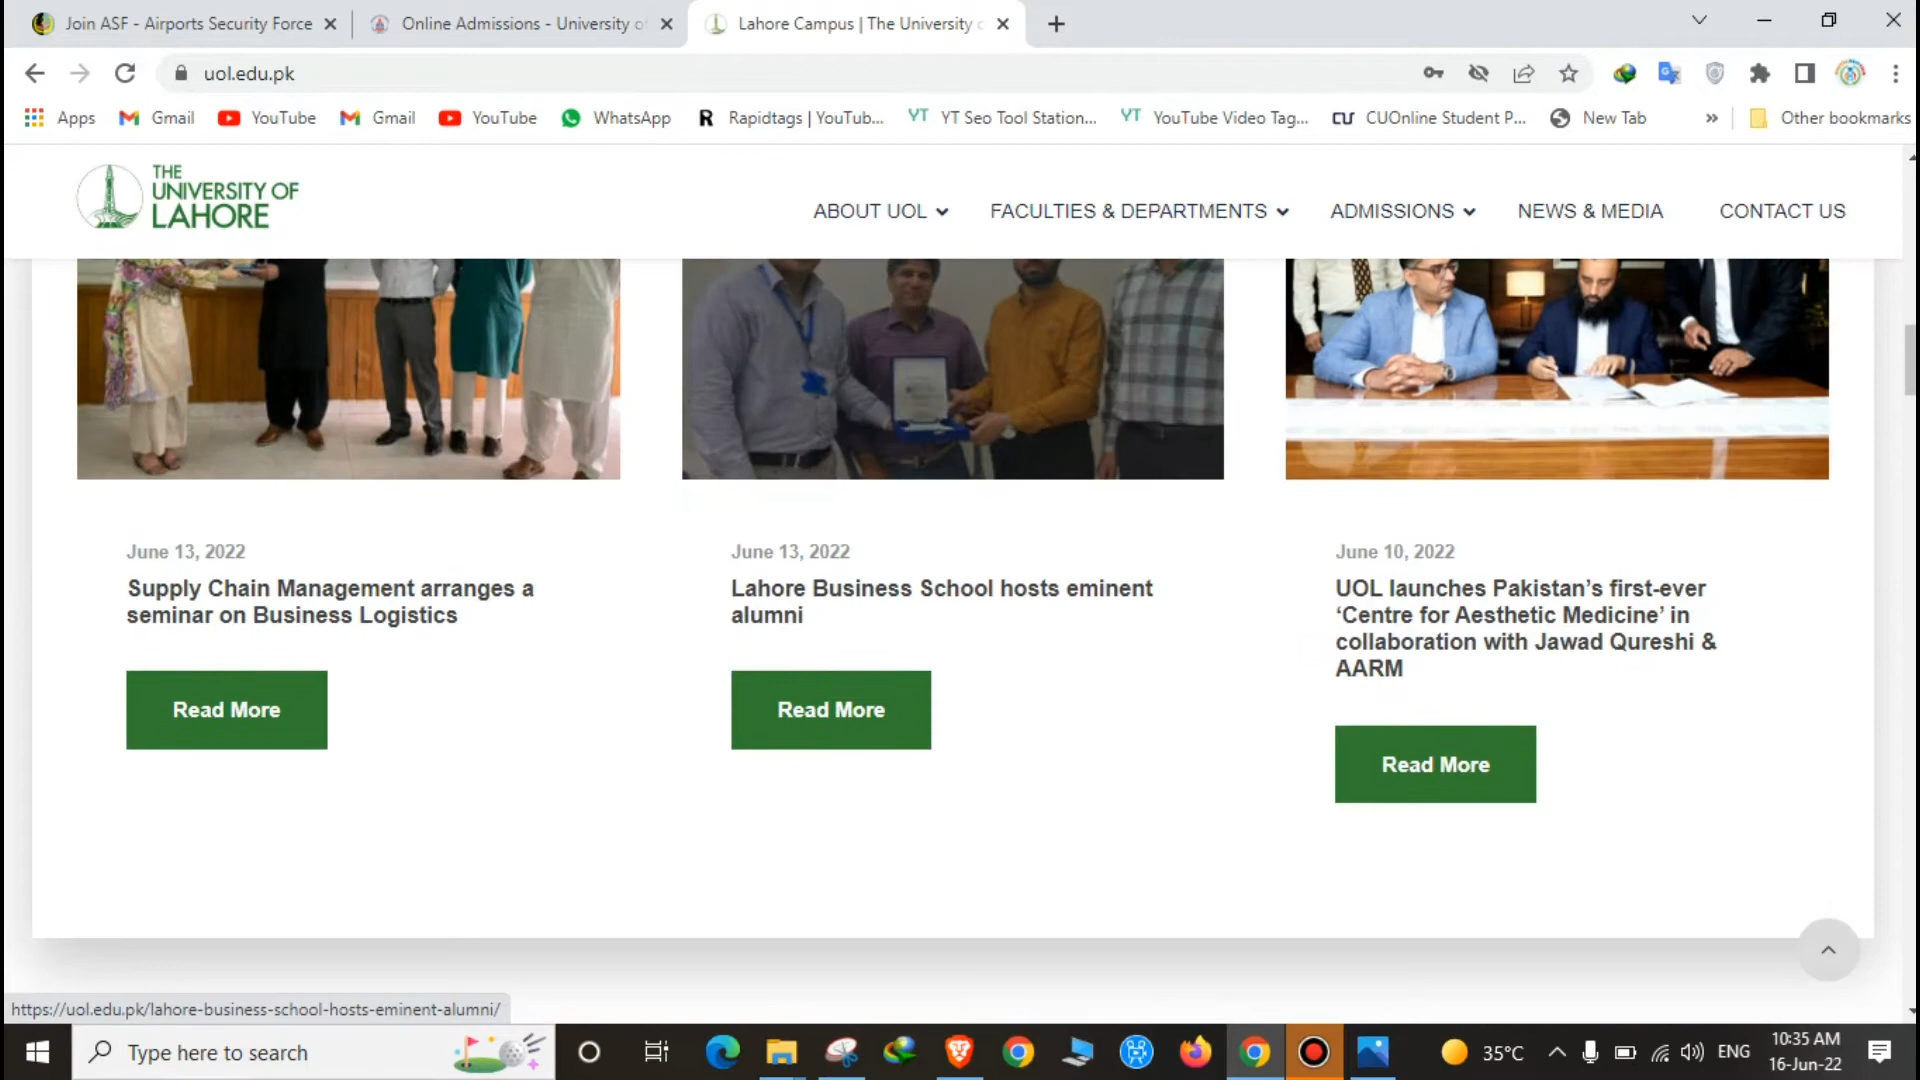 Join ASF - Airports Security Force
Online Admissions - University of
Lahore Campus | The University o
uol.edu.pk
Apps
Gmail
YouTube
Gmail
YouTube
WhatsApp
Rapidtags | YouTub...
YT Seo Tool Station...
YouTube Video Tag...
CUOnline Student P...
New Tab
»
Other bookmarks
THE
UNIVERSITY OF
LAHORE
ABOUT UOL
FACULTIES & DEPARTMENTS
ADMISSIONS
NEWS & MEDIA
CONTACT US
June 13, 2022
Supply Chain Management arranges a
seminar on Business Logistics
Read More
June 13, 2022
Lahore Business School hosts eminent
alumni
Read More
June 10, 2022
UOL launches Pakistan’s first-ever
‘Centre for Aesthetic Medicine’ in
collaboration with Jawad Qureshi &
AARM
Read More
https://uol.edu.pk/lahore-business-school-hosts-eminent-alumni/
Type here to search
35°C
ENG
10:35 AM
16-Jun-22